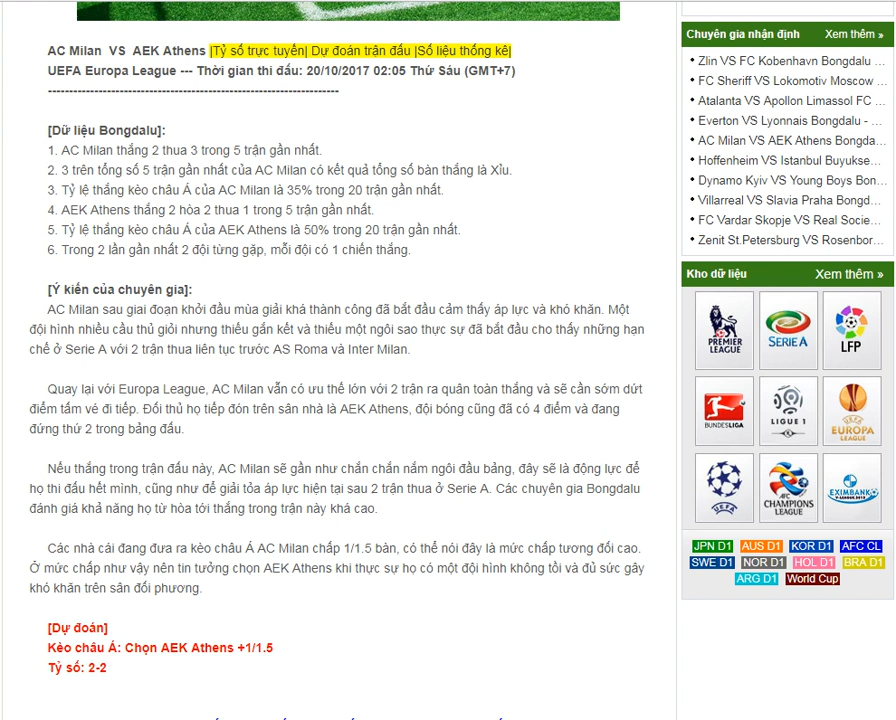 AC Milan VS AEK Athens |Tỷ số trực tuyến| Dự đoán trận đấu |Số liệu thống kê|
UEFA Europa League --- Thời gian thi đấu: 20/10/2017 02:05 Thứ Sáu (GMT+7)
---------------------------------------------------------------------
[Dữ liệu Bongdalu]:
1. AC Milan thắng 2 thua 3 trong 5 trận gần nhất.
2. 3 trên tổng số 5 trận gần nhất của AC Milan có kết quả tổng số bàn thắng là Xỉu.
3. Tỷ lệ thắng kèo châu Á của AC Milan là 35% trong 20 trận gần nhất.
4. AEK Athens thắng 2 hòa 2 thua 1 trong 5 trận gần nhất.
5. Tỷ lệ thắng kèo châu Á của AEK Athens là 50% trong 20 trận gần nhất.
6. Trong 2 lần gần nhất 2 đội từng gặp, mỗi đội có 1 chiến thắng.
[Ý kiến của chuyên gia]:
AC Milan sau giai đoạn khởi đầu mùa giải khá thành công đã bắt đầu cảm thấy áp lực và khó khăn. Một
đội hình nhiều cầu thủ giỏi nhưng thiếu gắn kết và thiếu một ngôi sao thực sự đã bắt đầu cho thấy những hạn
chế ở Serie A với 2 trận thua liên tục trước AS Roma và Inter Milan.
Quay lại với Europa League, AC Milan vẫn có ưu thế lớn với 2 trận ra quân toàn thắng và sẽ cần sớm dứt
điểm tấm vé đi tiếp. Đối thủ họ tiếp đón trên sân nhà là AEK Athens, đội bóng cũng đã có 4 điểm và đang
đứng thứ 2 trong bảng đấu.
Nếu thắng trong trận đấu này, AC Milan sẽ gần như chắn chắn nắm ngôi đầu bảng, đây sẽ là động lực để
họ thi đấu hết mình, cũng như để giải tỏa áp lực hiện tại sau 2 trận thua ở Serie A. Các chuyên gia Bongdalu
đánh giá khả năng họ từ hòa tới thắng trong trận này khá cao.
Các nhà cái đang đưa ra kèo châu Á AC Milan chấp 1/1.5 bàn, có thể nói đây là mức chấp tương đối cao.
Ở mức chấp như vậy nên tin tưởng chọn AEK Athens khi thực sự họ có một đội hình không tồi và đủ sức gây
khó khăn trên sân đối phương.
[Dự đoán]
Kèo châu Á: Chọn AEK Athens +1/1.5
Tỷ số: 2-2
Chuyên gia nhận định Xem thêm »
Zlin VS FC Kobenhavn Bongdalu ...
FC Sheriff VS Lokomotiv Moscow ...
Atalanta VS Apollon Limassol FC ...
Everton VS Lyonnais Bongdalu - ...
AC Milan VS AEK Athens Bongda...
Hoffenheim VS Istanbul Buyukse...
Dynamo Kyiv VS Young Boys Bon...
Villarreal VS Slavia Praha Bongd...
FC Vardar Skopje VS Real Socie...
Zenit St.Petersburg VS Rosenbor...
Kho dữ liệu Xem thêm »
PREMIER LEAGUE
SERIE A
LFP
BUNDESLIGA
LIGUE 1
EUROPA LEAGUE
UEFA
AFC CHAMPIONS LEAGUE
EXIMBANK
JPN D1 AUS D1 KOR D1 AFC CL
SWE D1 NOR D1 HOL D1 BRA D1
ARG D1 World Cup